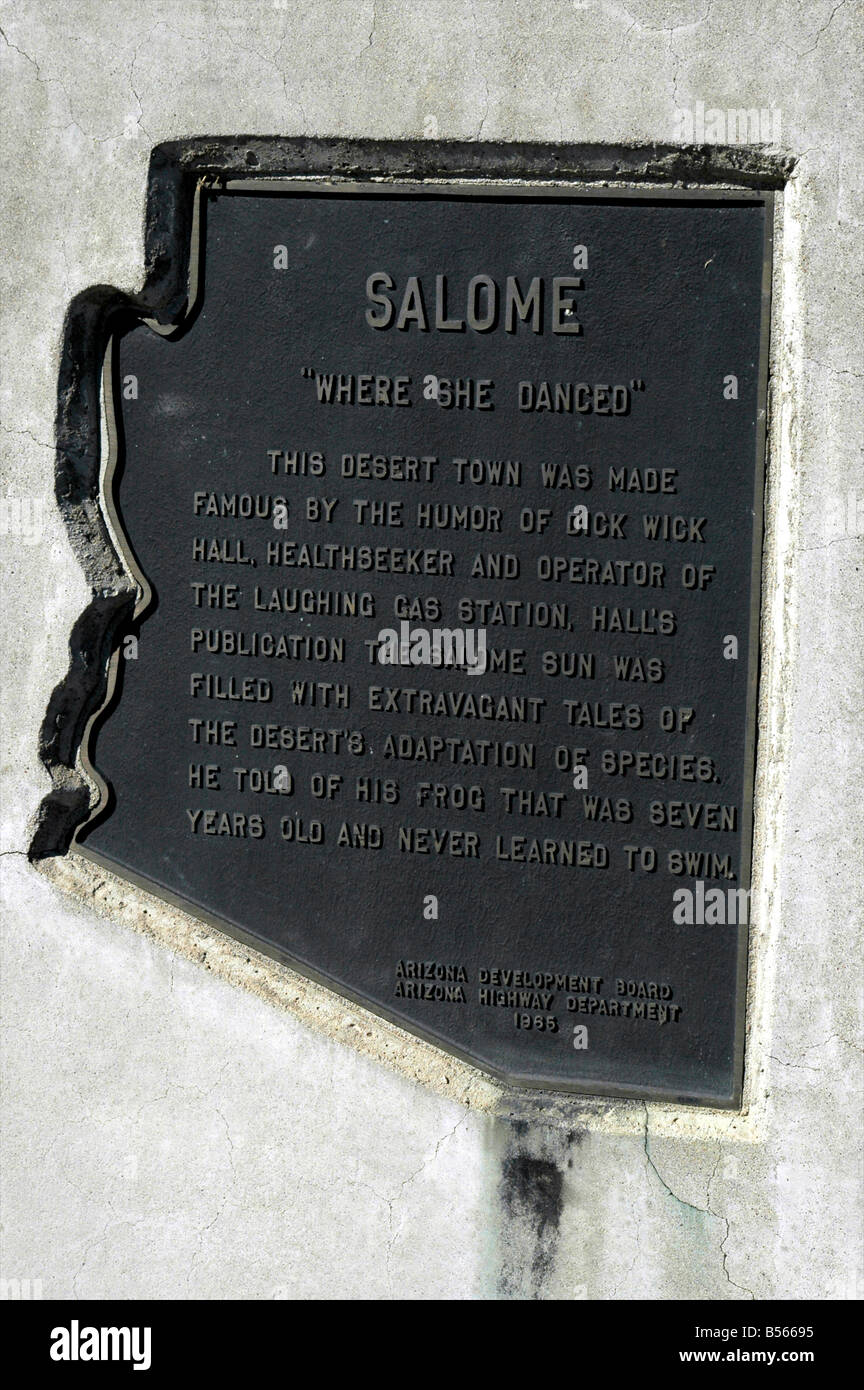 SALOME
"WHERE SHE DANCED"
THIS DESERT TOWN WAS MADE
FAMOUS BY THE HUMOR OF DICK WICK
HALL, HEALTHSEEKER AND OPERATOR OF
THE LAUGHING GAS STATION, HALL'S
PUBLICATION THE SALOME SUN WAS
FILLED WITH EXTRAVAGANT TALES OF
THE DESERT'S ADAPTATION OF SPECIES.
HE TOLD OF HIS FROG THAT WAS SEVEN
YEARS OLD AND NEVER LEARNED TO SWIM.
ARIZONA DEVELOPMENT BOARD
ARIZONA HIGHWAY DEPARTMENT
1965
alamy
Image ID: B56695
www.alamy.com